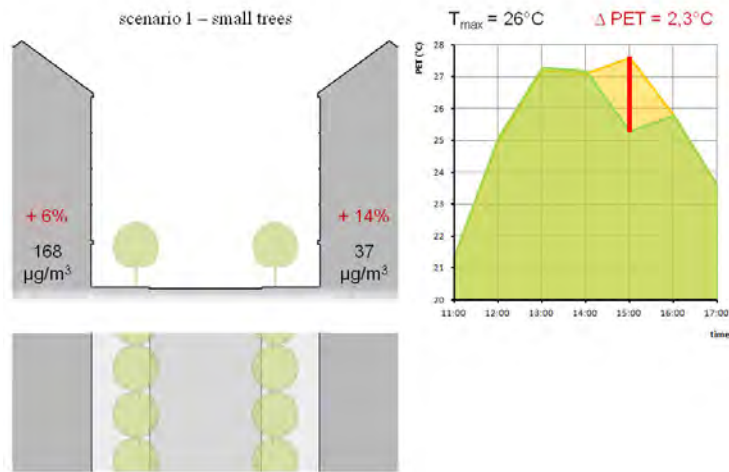 scenario 1 – small trees
+ 6%
168
µg/m³
+ 14%
37
µg/m³
Tmax = 26°C
Δ PET = 2,3°C
PET (°C)
28
27
26
25
24
23
22
21
20
11:00 12:00 13:00 14:00 15:00 16:00 17:00
time